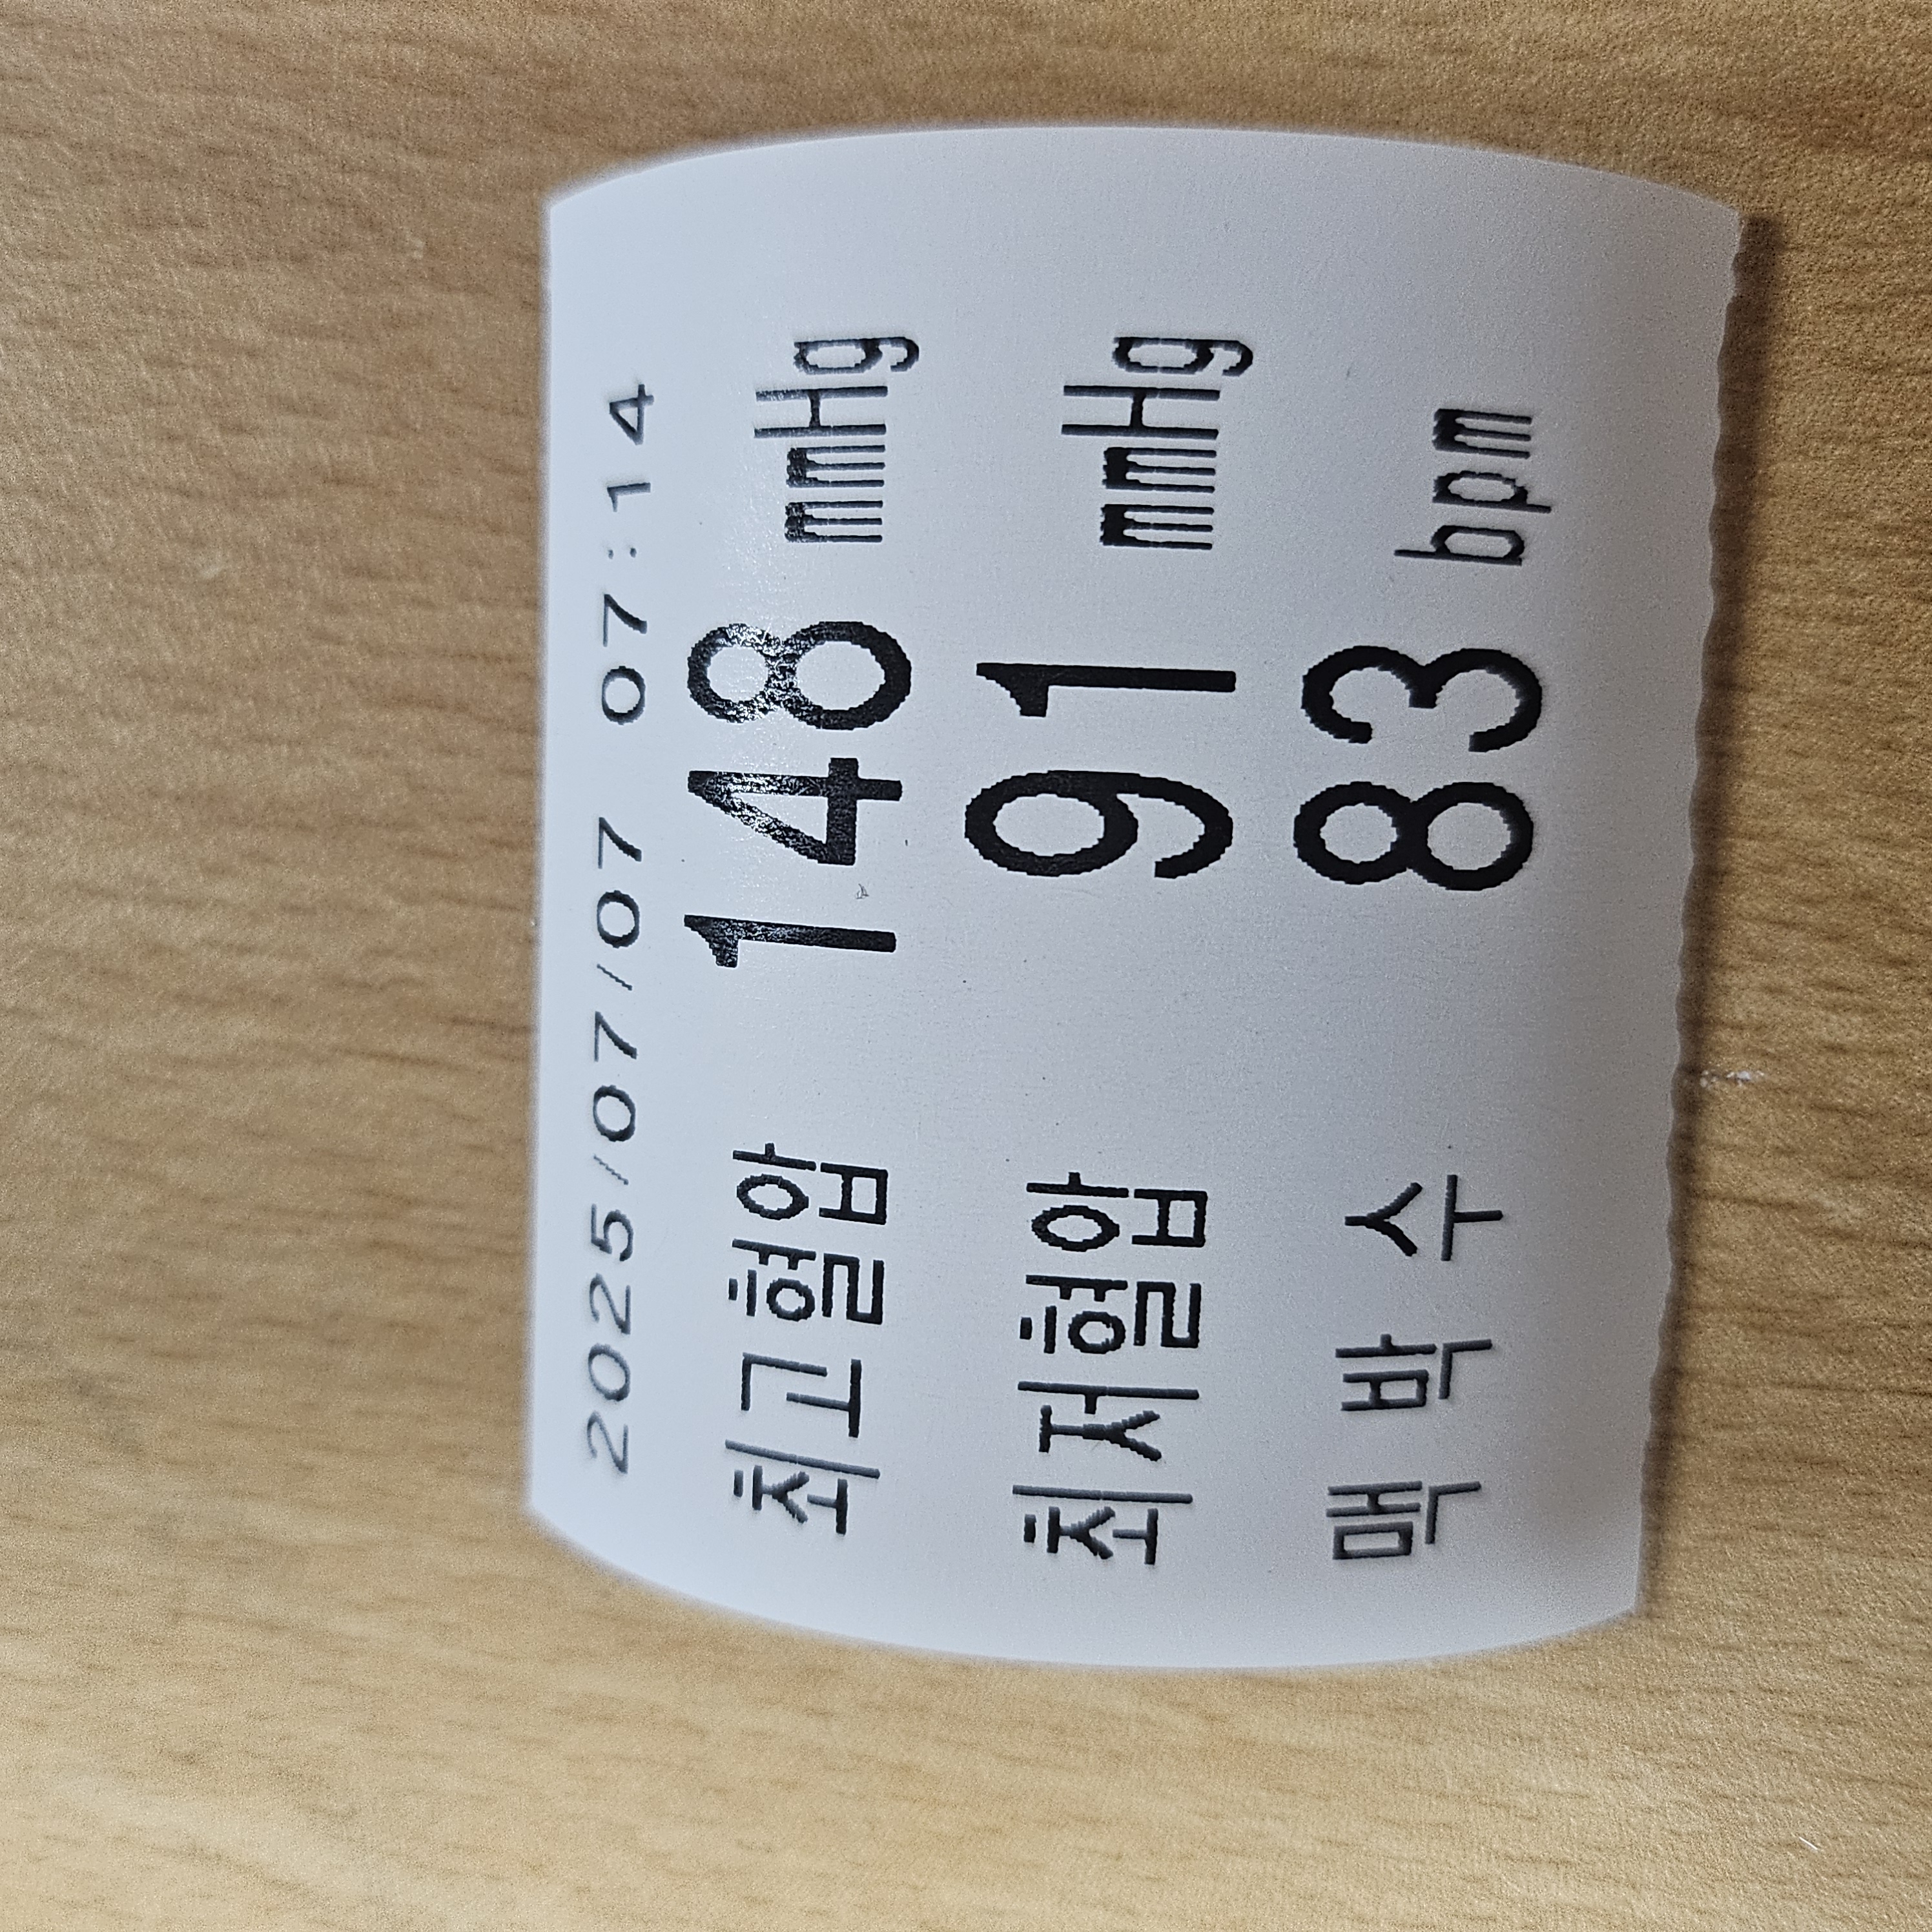 2025/07/07 07:14
최고혈압 148 mmHg
최저혈압 91 mmHg
맥 박 수 83 bpm